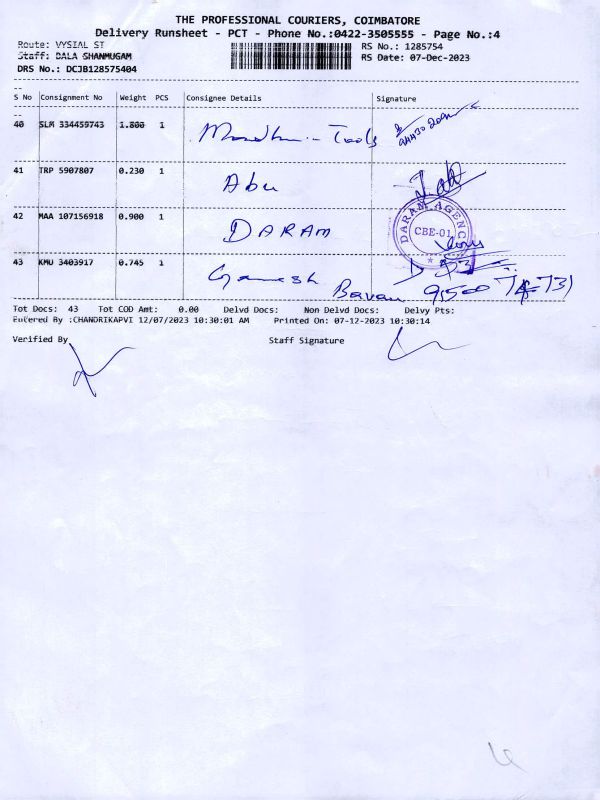 THE PROFESSIONAL COURIERS, COIMBATORE
Delivery Runsheet - PCT - Phone No.:0422-3505555 - Page No.:4
Route: VYSIAL ST
Staff: DALA SHANMUGAM
DRS No.: DCJB128575404
RS No.: 1285754
RS Date: 07-Dec-2023
S No Consignment No Weight PCS Consignee Details Signature
40 SLM 334459743 1.800 1 Tools
41 TRP 5907807 0.230 1 Abu
42 MAA 107156918 0.900 1 DARAM
DARAM AGENC
CBE-01
43 KMU 3403917 0.745 1 Ganesh
Bavan 9500
Tot Docs: 43 Tot COD Amt: 0.00 Delvd Docs: Non Delvd Docs: Delvy Pts:
Entered By :CHANDRIKAPVI 12/07/2023 10:30:01 AM Printed On: 07-12-2023 10:30:14
Verified By Staff Signature